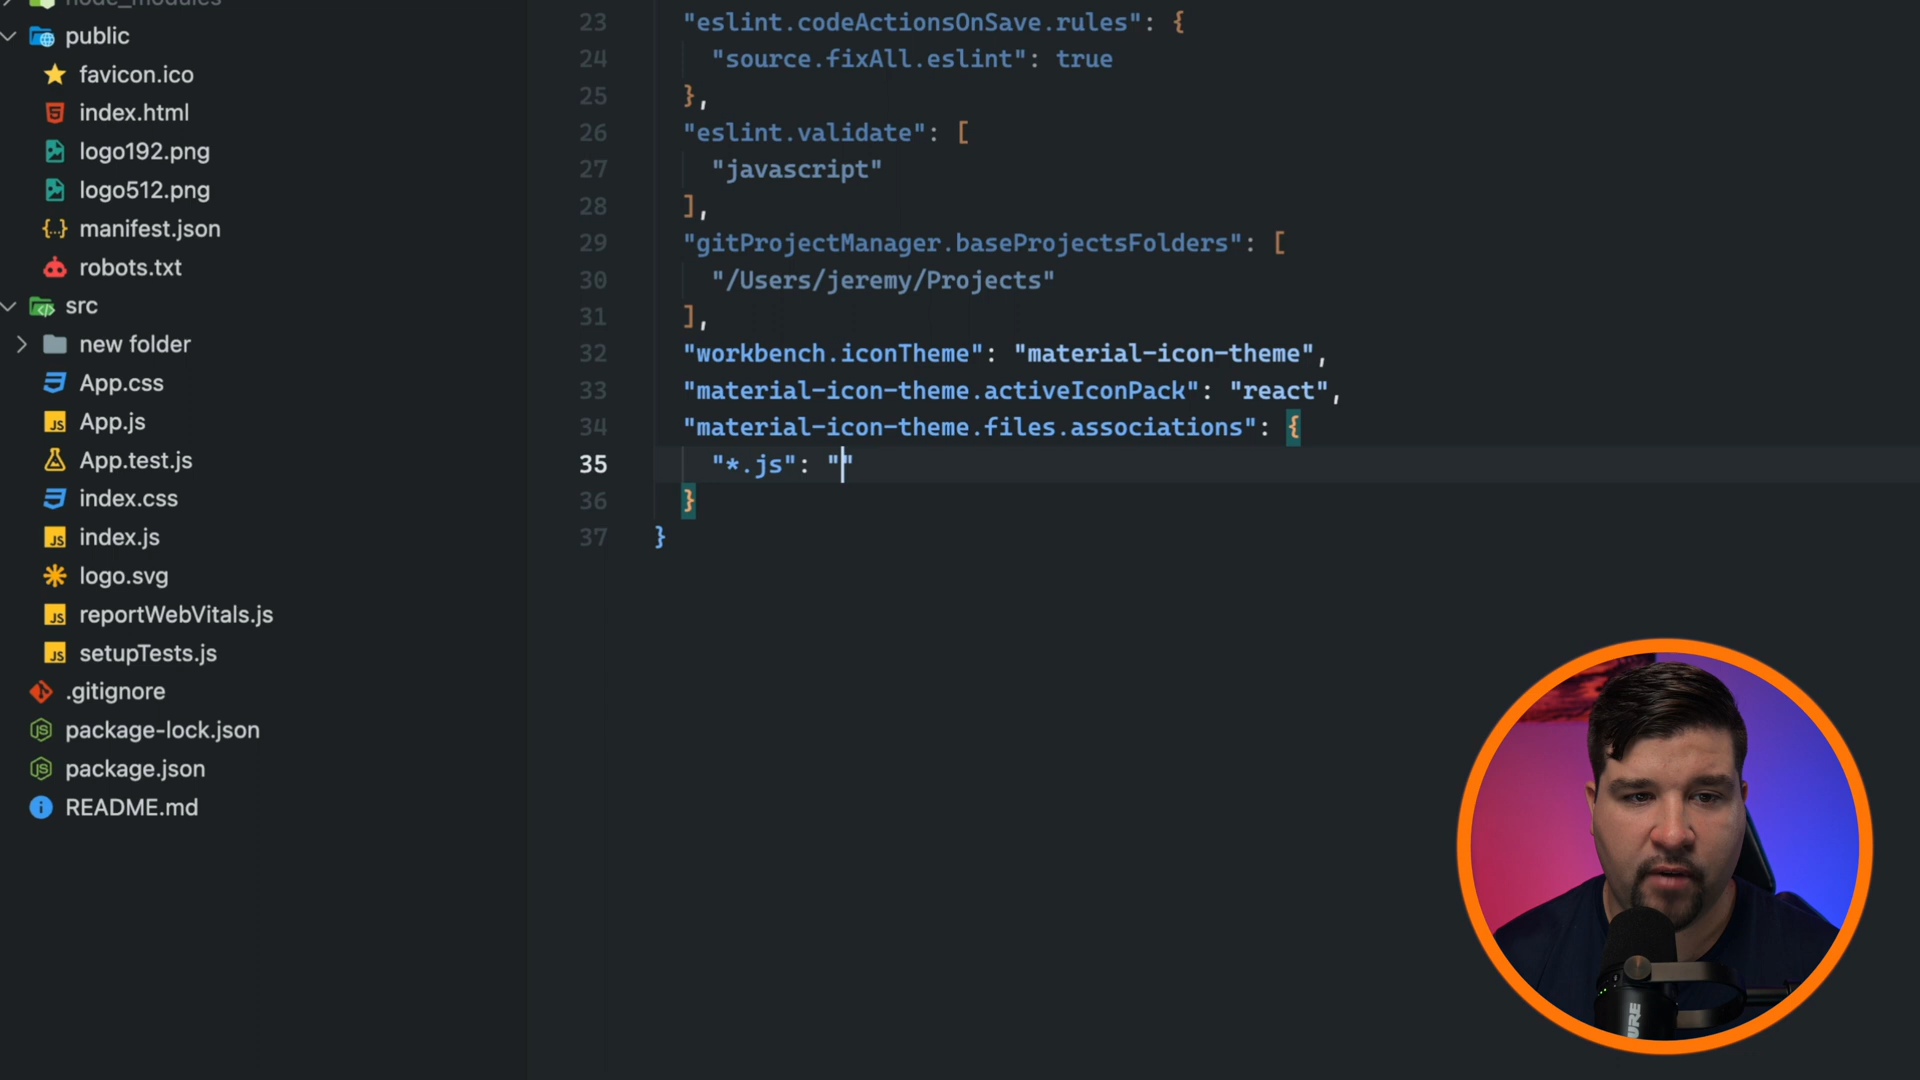 node_modules
public
favicon.ico
index.html
logo192.png
logo512.png
manifest.json
robots.txt
src
new folder
App.css
App.js
App.test.js
index.css
index.js
logo.svg
reportWebVitals.js
setupTests.js
.gitignore
package-lock.json
package.json
README.md
23 "eslint.codeActionsOnSave.rules": {
24 "source.fixAll.eslint": true
25 },
26 "eslint.validate": [
27 "javascript"
28 ],
29 "gitProjectManager.baseProjectsFolders": [
30 "/Users/jeremy/Projects"
31 ],
32 "workbench.iconTheme": "material-icon-theme",
33 "material-icon-theme.activeIconPack": "react",
34 "material-icon-theme.files.associations": {
35 "*.js": ""
36 }
37 }